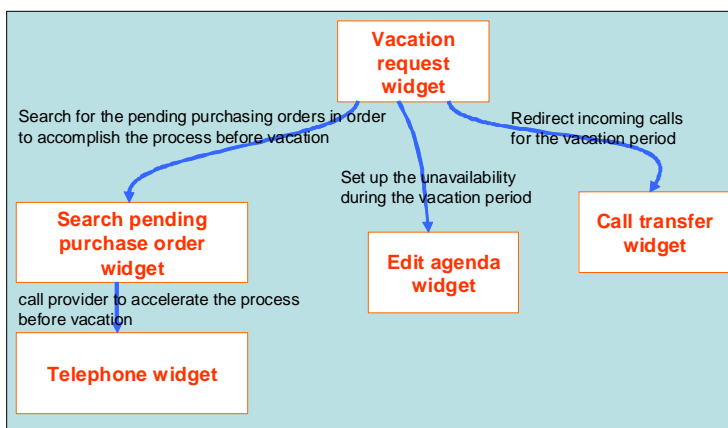 Vacation
request
widget
Search for the pending purchasing orders in order
to accomplish the process before vacation
Redirect incoming calls
for the vacation period
Set up the unavailability
during the vacation period
Search pending
purchase order
widget
Edit agenda
widget
Call transfer
widget
call provider to accelerate the process
before vacation
Telephone widget